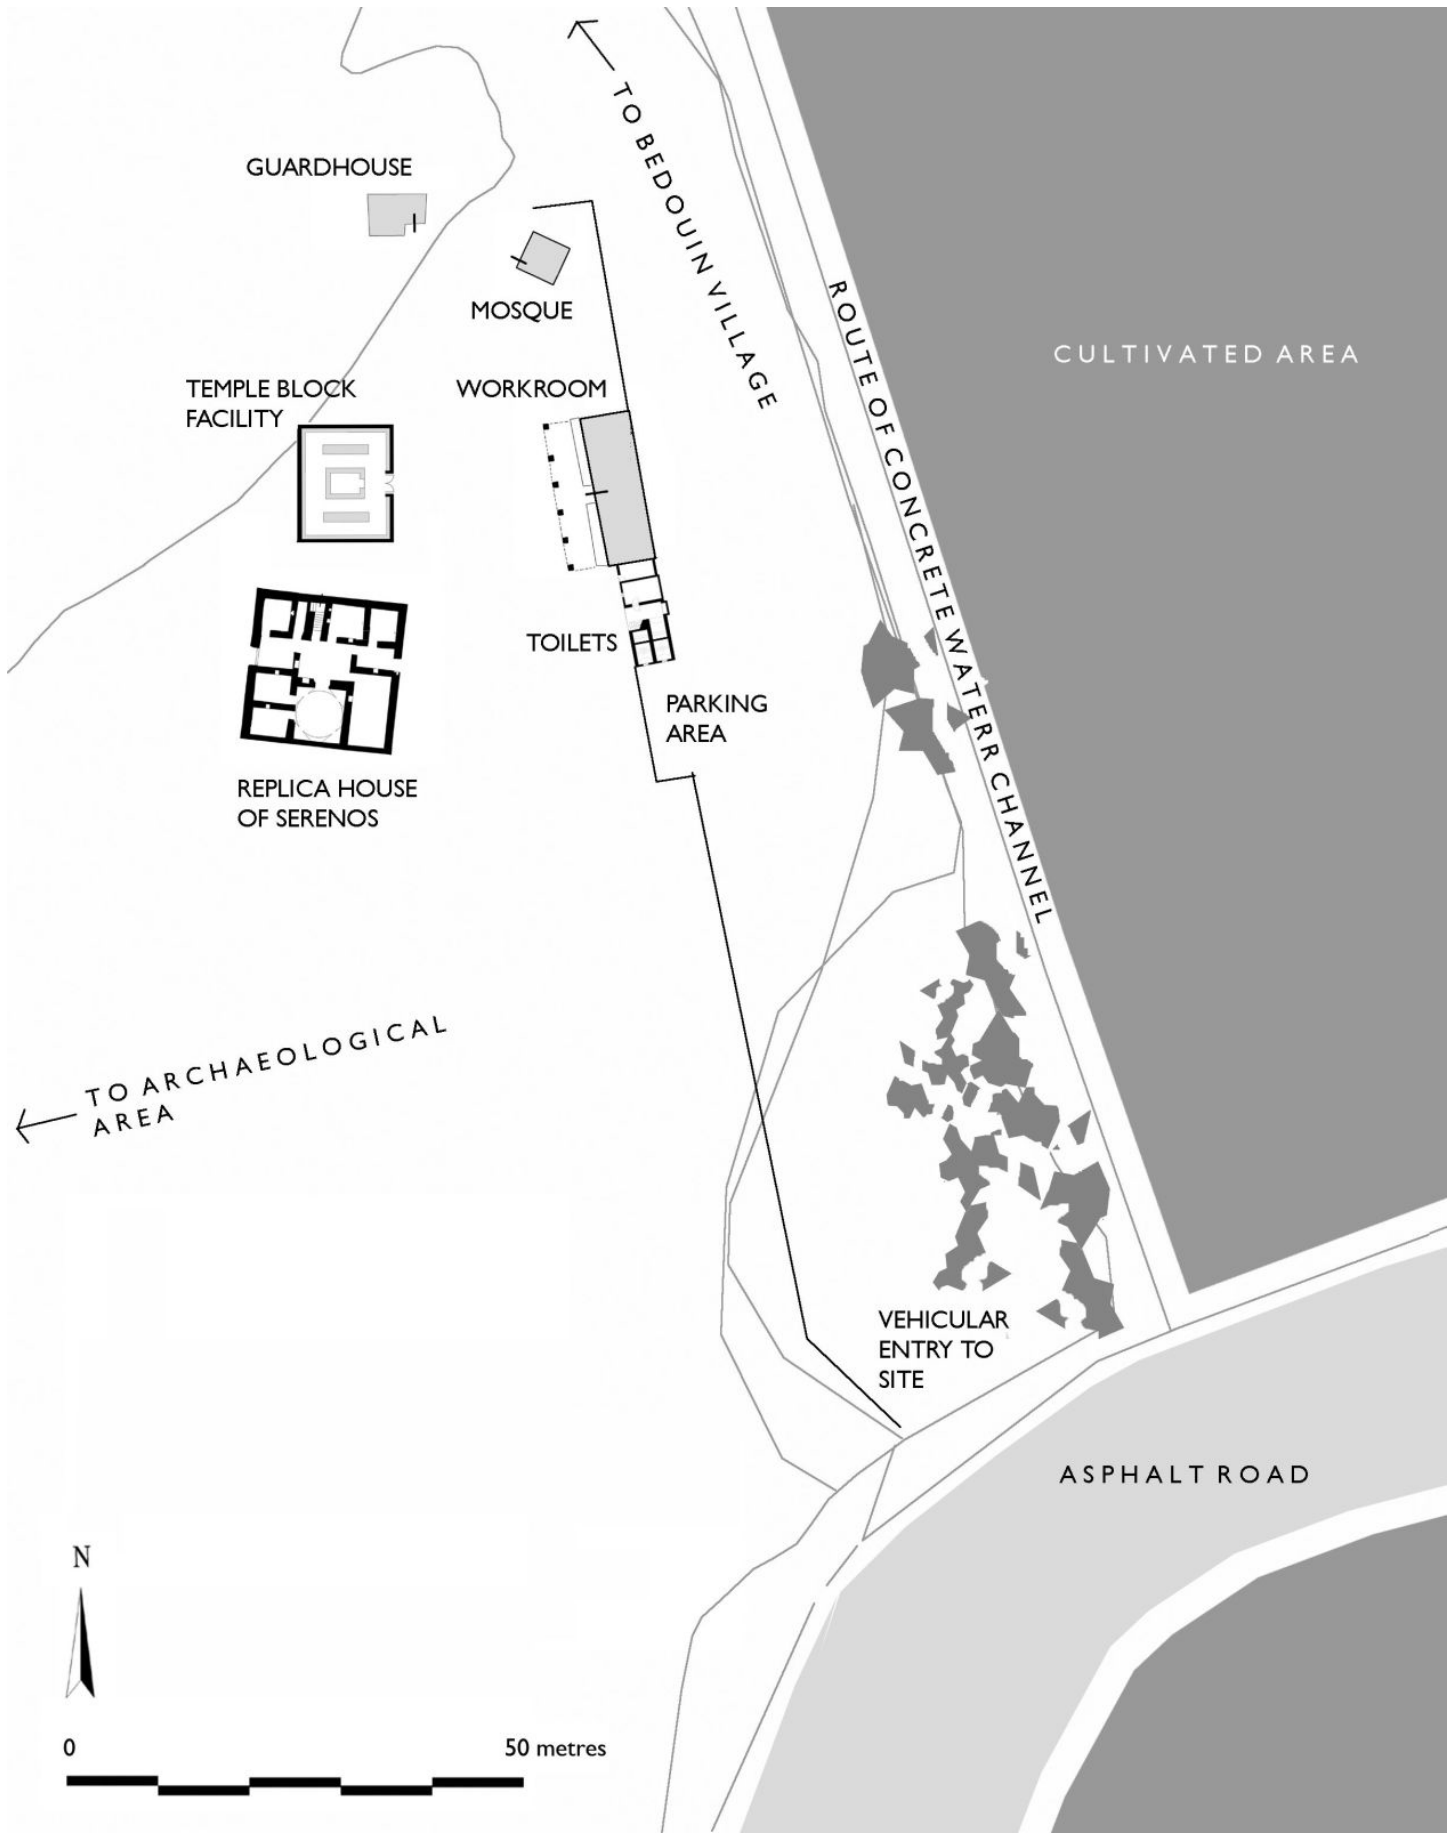 TO BEDOUIN VILLAGE
GUARDHOUSE
MOSQUE
ROUTE OF CONCRETE WATERR CHANNEL
CULTIVATED AREA
TEMPLE BLOCK
FACILITY
WORKROOM
TOILETS
PARKING
AREA
REPLICA HOUSE
OF SERENOS
TO ARCHAEOLOGICAL
AREA
VEHICULAR
ENTRY TO
SITE
ASPHALT ROAD
N
0 50 metres